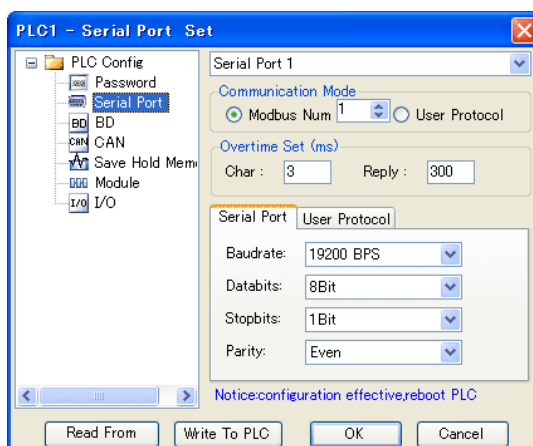 PLC1 - Serial Port Set
PLC Config
Password
Serial Port
BD BD
CAN CAN
Save Hold Mem
Module
I/O I/O
Serial Port 1
Communication Mode
Modbus Num 1 User Protocol
Overtime Set (ms)
Char : 3 Reply : 300
Serial Port User Protocol
Baudrate: 19200 BPS
Databits: 8Bit
Stopbits: 1Bit
Parity: Even
Notice:configuration effective,reboot PLC
Read From Write To PLC OK Cancel